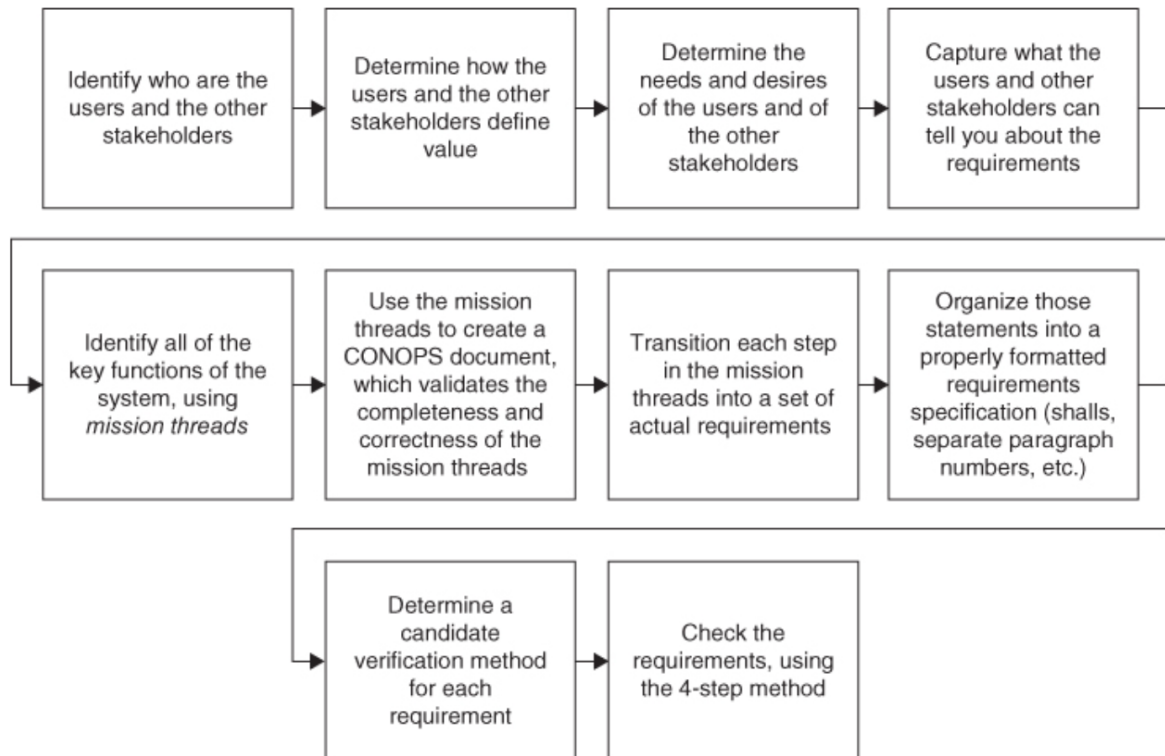 Identify who are the
users and the other
stakeholders
Determine how the
users and the other
stakeholders define
value
Determine the
needs and desires
of the users and of
the other
stakeholders
Capture what the
users and other
stakeholders can
tell you about the
requirements
Identify all of the
key functions of the
system, using
mission threads
Use the mission
threads to create a
CONOPS document,
which validates the
completeness and
correctness of the
mission threads
Transition each step
in the mission
threads into a set of
actual requirements
Organize those
statements into a
properly formatted
requirements
specification (shalls,
separate paragraph
numbers, etc.)
Determine a
candidate
verification method
for each
requirement
Check the
requirements, using
the 4-step method